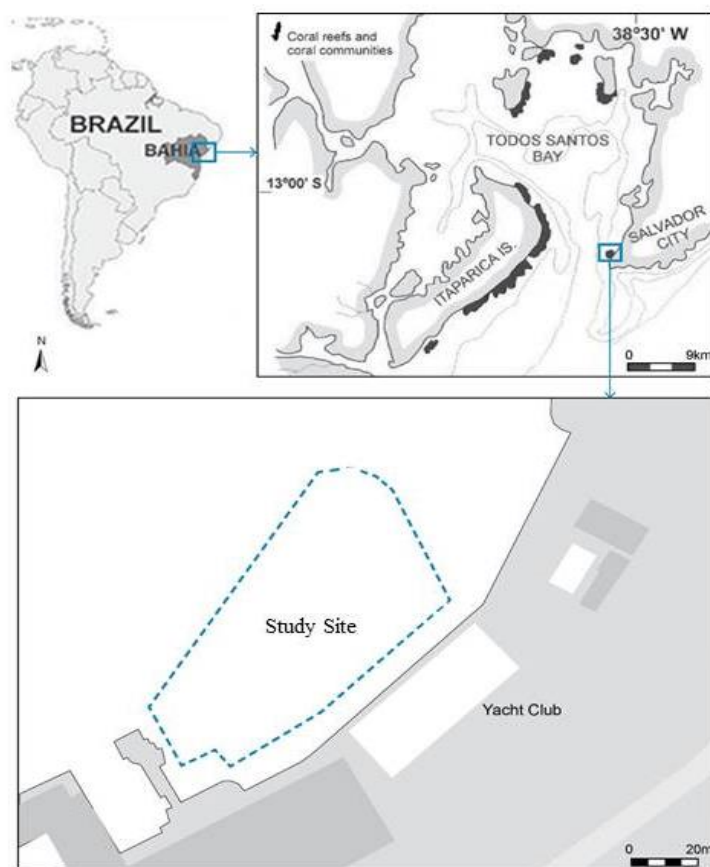 BRAZIL
BAHIA
N
Coral reefs and
coral communities
38°30' W
TODOS SANTOS
BAY
13°00' S
ITAPARICA IS.
SALVADOR
CITY
0 9km
Study Site
Yacht Club
0 20m